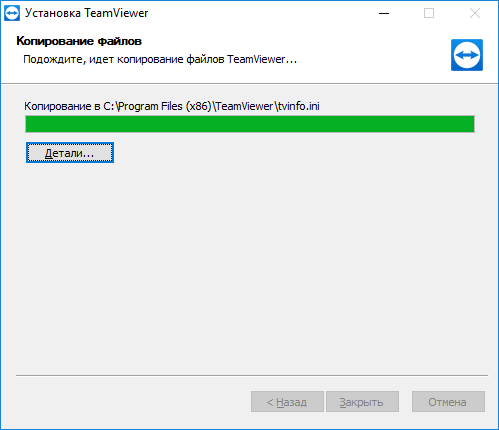 Установка TeamViewer
Копирование файлов
Подождите, идет копирование файлов TeamViewer...
Копирование в C:\Program Files (x86)\TeamViewer\tvinfo.ini
Детали...
< Назад
Закрыть
Отмена